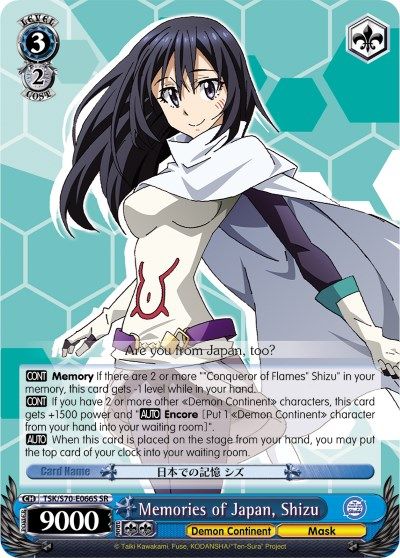 LEVEL
3
2
COST
Are you from Japan, too?
CONT Memory If there are 2 or more ""Conqueror of Flames" Shizu" in your
memory, this card gets -1 level while in your hand.
CONT If you have 2 or more other «Demon Continent» characters, this card
gets +1500 power and "AUTO Encore [Put 1 «Demon Continent» character
from your hand into your waiting room]".
AUTO When this card is placed on the stage from your hand, you may put
the top card of your clock into your waiting room.
Card Name 日本での記憶 シズ
CH TSK/S70-E066S SR
9000 Memories of Japan, Shizu
Demon Continent Mask
© Taiki Kawakami, Fuse, KODANSHA/"Ten-Sura" Project